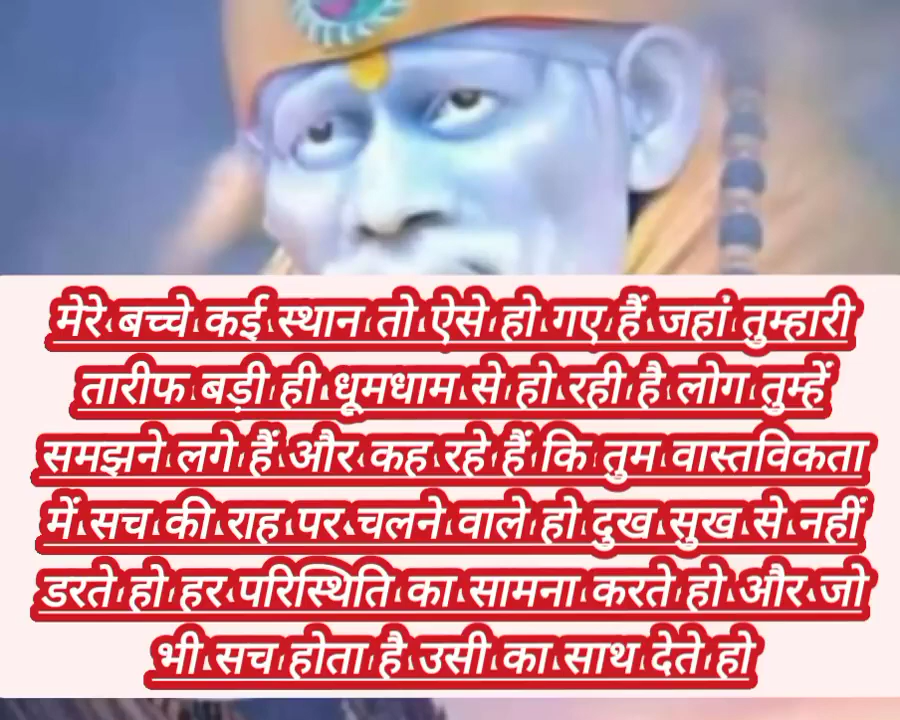 मेरे बच्चे कई स्थान तो ऐसे हो गए हैं जहां तुम्हारी
तारीफ बड़ी ही धूमधाम से हो रही है लोग तुम्हें
समझने लगे हैं और कह रहे हैं कि तुम वास्तविकता
में सच की राह पर चलने वाले हो दुख सुख से नहीं
डरते हो हर परिस्थिति का सामना करते हो और जो
भी सच होता है उसी का साथ देते हो